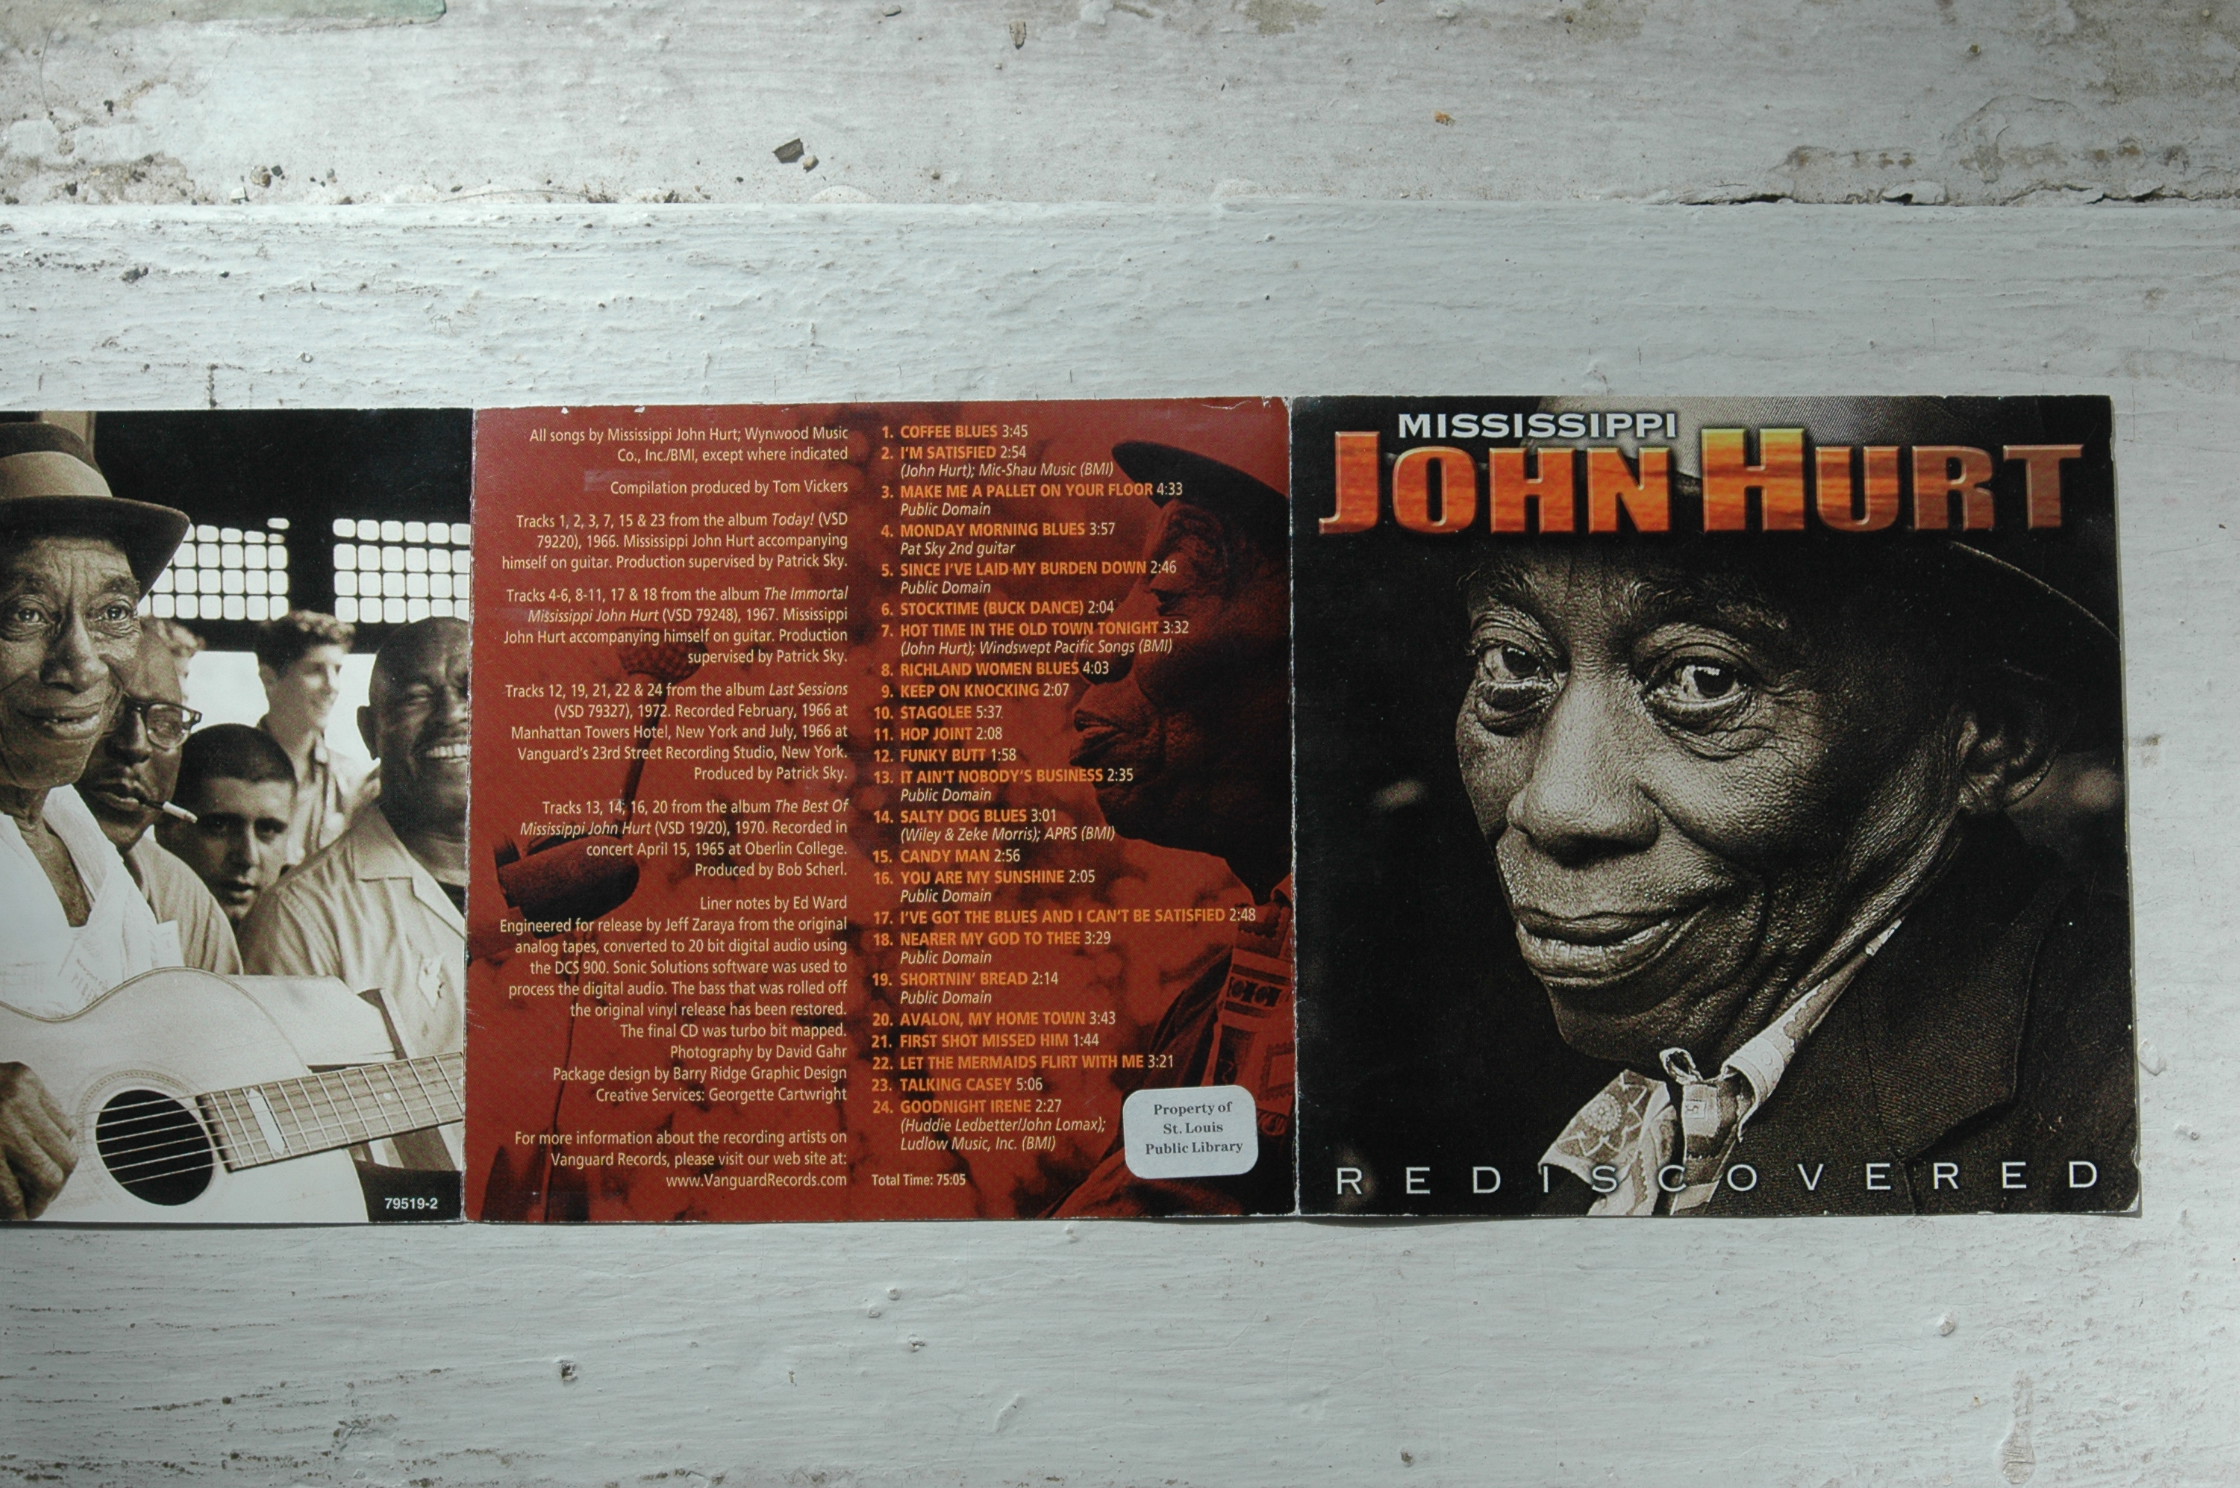 79519-2
All songs by Mississippi John Hurt; Wynwood Music
Co., Inc./BMI, except where indicated
Compilation produced by Tom Vickers
Tracks 1, 2, 3, 7, 15 & 23 from the album Today! (VSD
79220), 1966. Mississippi John Hurt accompanying
himself on guitar. Production supervised by Patrick Sky.
Tracks 4-6, 8-11, 17 & 18 from the album The Immortal
Mississippi John Hurt (VSD 79248), 1967. Mississippi
John Hurt accompanying himself on guitar. Production
supervised by Patrick Sky.
Tracks 12, 19, 21, 22 & 24 from the album Last Sessions
(VSD 79327), 1972. Recorded February, 1966 at
Manhattan Towers Hotel, New York and July, 1966 at
Vanguard's 23rd Street Recording Studio, New York.
Produced by Patrick Sky.
Tracks 13, 14, 16, 20 from the album The Best Of
Mississippi John Hurt (VSD 19/20), 1970. Recorded in
concert April 15, 1965 at Oberlin College.
Produced by Bob Scherl.
Liner notes by Ed Ward
Engineered for release by Jeff Zaraya from the original
analog tapes, converted to 20 bit digital audio using
the DCS 900. Sonic Solutions software was used to
process the digital audio. The bass that was rolled off
the original vinyl release has been restored.
The final CD was turbo bit mapped.
Photography by David Gahr
Package design by Barry Ridge Graphic Design
Creative Services: Georgette Cartwright
For more information about the recording artists on
Vanguard Records, please visit our web site at:
www.VanguardRecords.com
1. COFFEE BLUES 3:45
2. I'M SATISFIED 2:54
(John Hurt); Mic-Shau Music (BMI)
3. MAKE ME A PALLET ON YOUR FLOOR 4:33
Public Domain
4. MONDAY MORNING BLUES 3:57
Pat Sky 2nd guitar
5. SINCE I'VE LAID MY BURDEN DOWN 2:46
Public Domain
6. STOCKTIME (BUCK DANCE) 2:04
7. HOT TIME IN THE OLD TOWN TONIGHT 3:32
(John Hurt); Windswept Pacific Songs (BMI)
8. RICHLAND WOMEN BLUES 4:03
9. KEEP ON KNOCKING 2:07
10. STAGOLEE 5:37
11. HOP JOINT 2:08
12. FUNKY BUTT 1:58
13. IT AIN'T NOBODY'S BUSINESS 2:35
Public Domain
14. SALTY DOG BLUES 3:01
(Wiley & Zeke Morris); APRS (BMI)
15. CANDY MAN 2:56
16. YOU ARE MY SUNSHINE 2:05
Public Domain
17. I'VE GOT THE BLUES AND I CAN'T BE SATISFIED 2:48
18. NEARER MY GOD TO THEE 3:29
Public Domain
19. SHORTNIN' BREAD 2:14
Public Domain
20. AVALON, MY HOME TOWN 3:43
21. FIRST SHOT MISSED HIM 1:44
22. LET THE MERMAIDS FLIRT WITH ME 3:21
23. TALKING CASEY 5:06
24. GOODNIGHT IRENE 2:27
(Huddie Ledbetter/John Lomax);
Ludlow Music, Inc. (BMI)
Total Time: 75:05
Property of
St. Louis
Public Library
MISSISSIPPI
JOHN HURT
REDISCOVERED